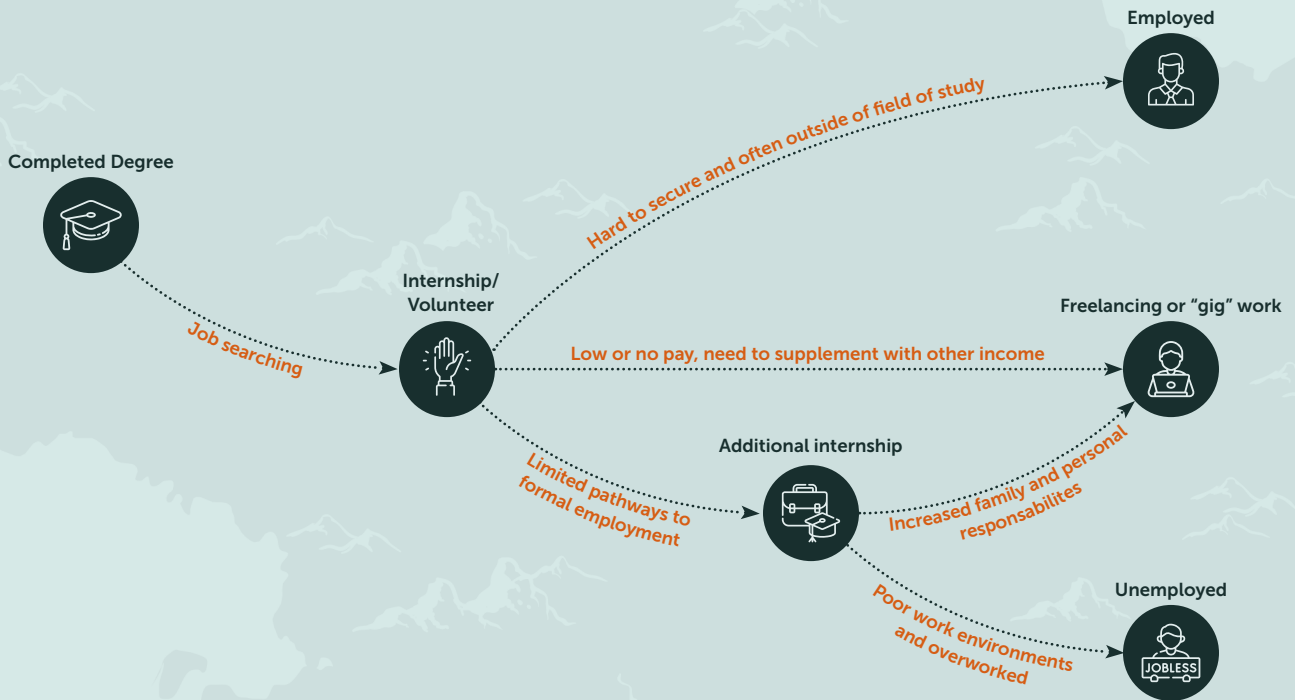 Employed
Hard to secure and often outside of field of study
Completed Degree
Job searching
Internship/
Volunteer
Freelancing or “gig” work
Low or no pay, need to supplement with other income
Additional internship
Limited pathways to
formal employment
Increased family and personal
responsabilites
Unemployed
Poor work environments
and overworked
JOBLESS